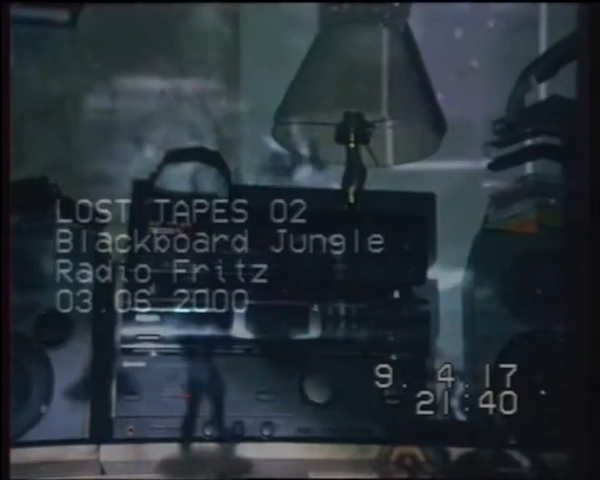 LOST TAPES 02
Blackboard Jungle
Radio Fritz
03.06 2000
9. 4.17
21:40